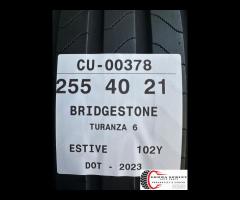 CU-00378
255 40 21
BRIDGESTONE
TURANZA 6
ESTIVE 102Y
DOT - 2023